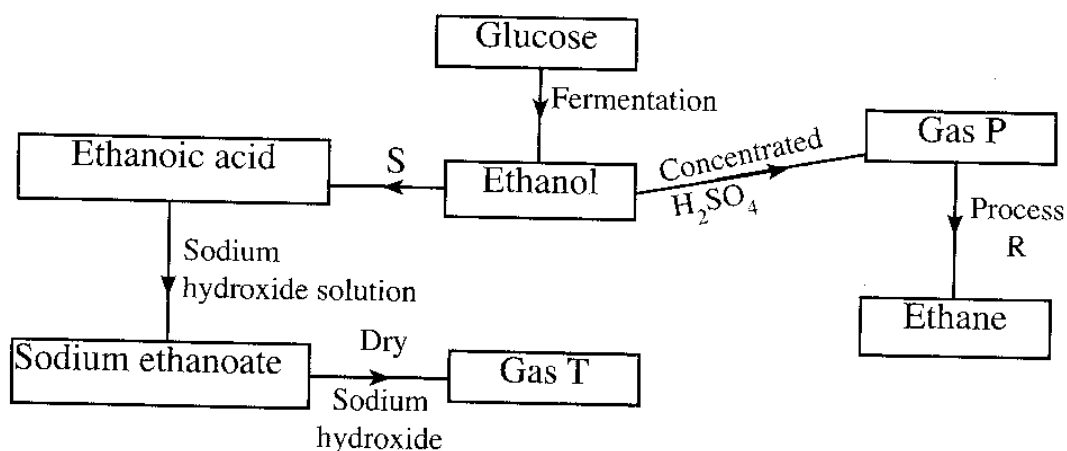 Glucose
Fermentation
Gas P
Ethanoic acid
S
Ethanol
Concentrated
H₂SO₄
Process
R
Sodium
hydroxide solution
Ethane
Sodium ethanoate
Dry
Sodium
hydroxide
Gas T